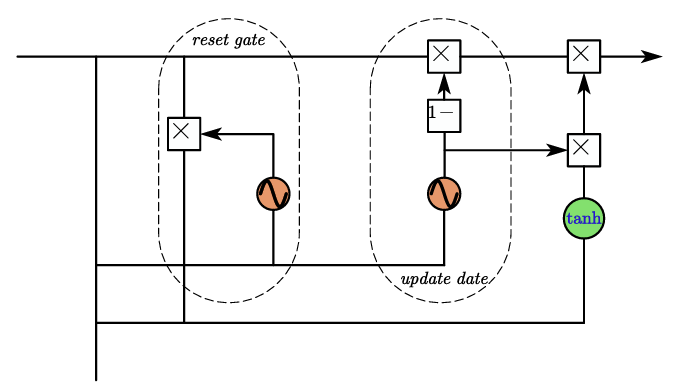 reset gate
×
×
×
1−
×
tanh
update date